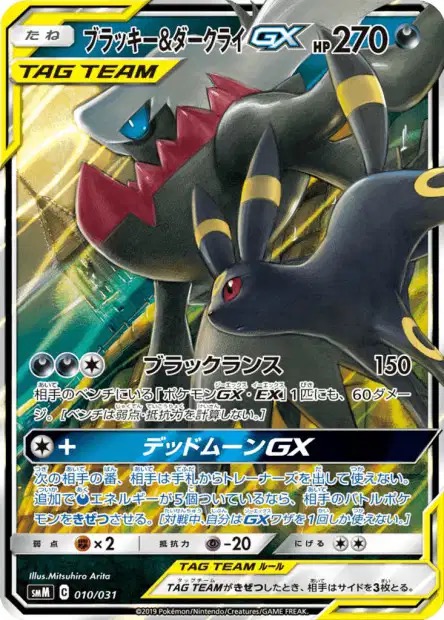 たね ブラッキー&ダークライGX HP270
TAG TEAM
ブラックランス 150
相手のベンチにいる「ポケモンGX・EX」1匹にも、60ダメー
ジ。[ベンチは弱点・抵抗力を計算しない。]
+ デッドムーンGX
次の相手の番、相手は手札からトレーナーズを出して使えない。
追加でエネルギーが5個ついているなら、相手のバトルポケ
モンをきぜつさせる。[対戦中、自分はGXワザを1回しか使えない。]
弱点 ×2 抵抗力 -20 にげる
Illus.Mitsuhiro Arita
TAG TEAM ルール
SMM C 010/031
TAG TEAMがきぜつしたとき、相手はサイドを3枚とる。
©2019 Pokémon/Nintendo/Creatures/GAME FREAK.